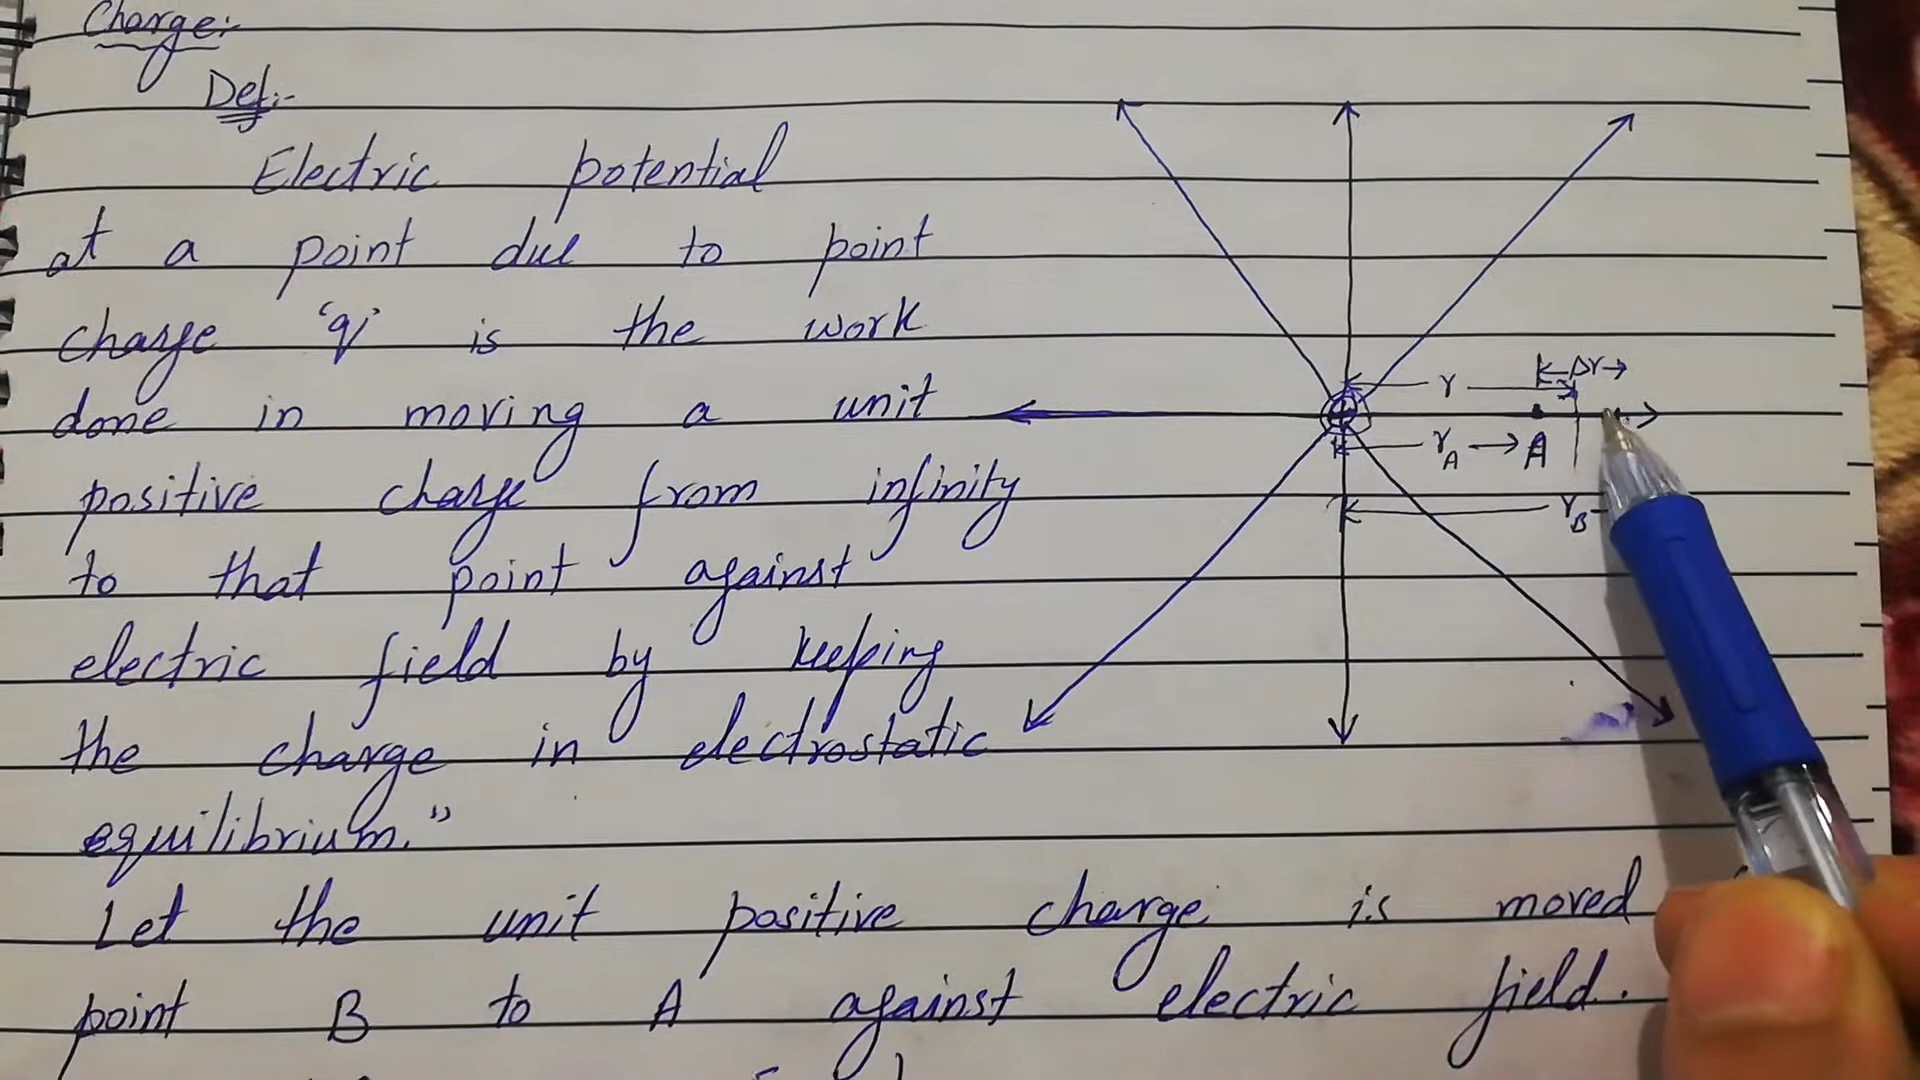 Charge:-
Def:-
Electric potential
at a point due to point
charge 'q' is the work
done in moving a unit
positive charge from infinity
to that point against
electric field by keeping
the charge in electrostatic
equilibrium."
Let the unit positive charge is moved
point B to A against electric field.
Δr
r
r_A A
r_B